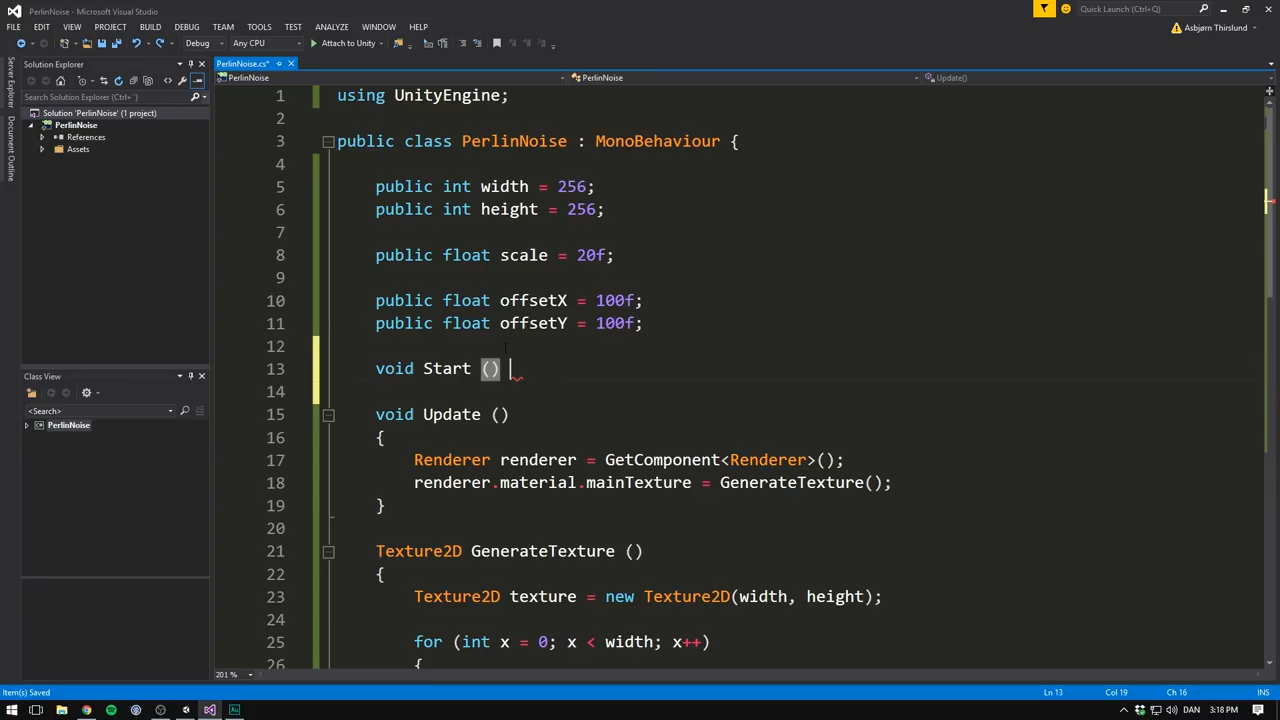 PerlinNoise - Microsoft Visual Studio
Quick Launch (Ctrl+Q)
FILE EDIT VIEW PROJECT BUILD DEBUG TEAM TOOLS TEST ANALYZE WINDOW HELP
Asbjørn Thirslund
Debug Any CPU Attach to Unity
Server Explorer
Document Outline
Solution Explorer
Search Solution Explorer (Ctrl+¨)
Solution 'PerlinNoise' (1 project)
PerlinNoise
References
Assets
Class View
<Search>
PerlinNoise
PerlinNoise.cs*
PerlinNoise PerlinNoise Update()
1 using UnityEngine;
2
3 public class PerlinNoise : MonoBehaviour {
4
5 public int width = 256;
6 public int height = 256;
7
8 public float scale = 20f;
9
10 public float offsetX = 100f;
11 public float offsetY = 100f;
12
13 void Start ()
14
15 void Update ()
16 {
17 Renderer renderer = GetComponent<Renderer>();
18 renderer.material.mainTexture = GenerateTexture();
19 }
20
21 Texture2D GenerateTexture ()
22 {
23 Texture2D texture = new Texture2D(width, height);
24
25 for (int x = 0; x < width; x++)
26 {
201 %
Item(s) Saved Ln 13 Col 19 Ch 16 INS
DAN 3:18 PM